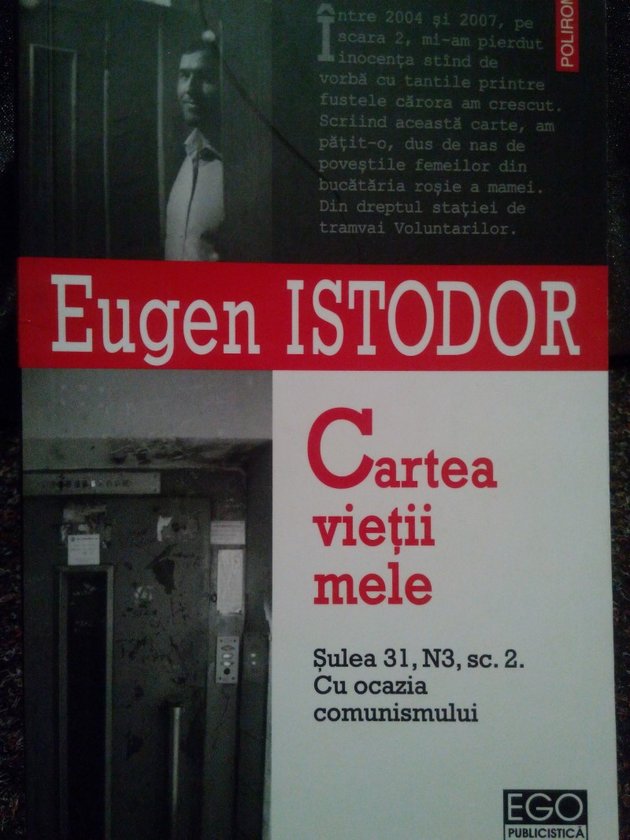 Între 2004 și 2007, pe
scara 2, mi-am pierdut
inocența stînd de
vorbă cu tantile printre
fustele cărora am crescut.
Scriind această carte, am
pățit-o, dus de nas de
poveștile femeilor din
bucătăria roșie a mamei.
Din dreptul stației de
tramvai Voluntarilor.
POLIROM
Eugen ISTODOR
Cartea
vieții
mele
Șulea 31, N3, sc. 2.
Cu ocazia
comunismului
EGO
PUBLICISTICĂ